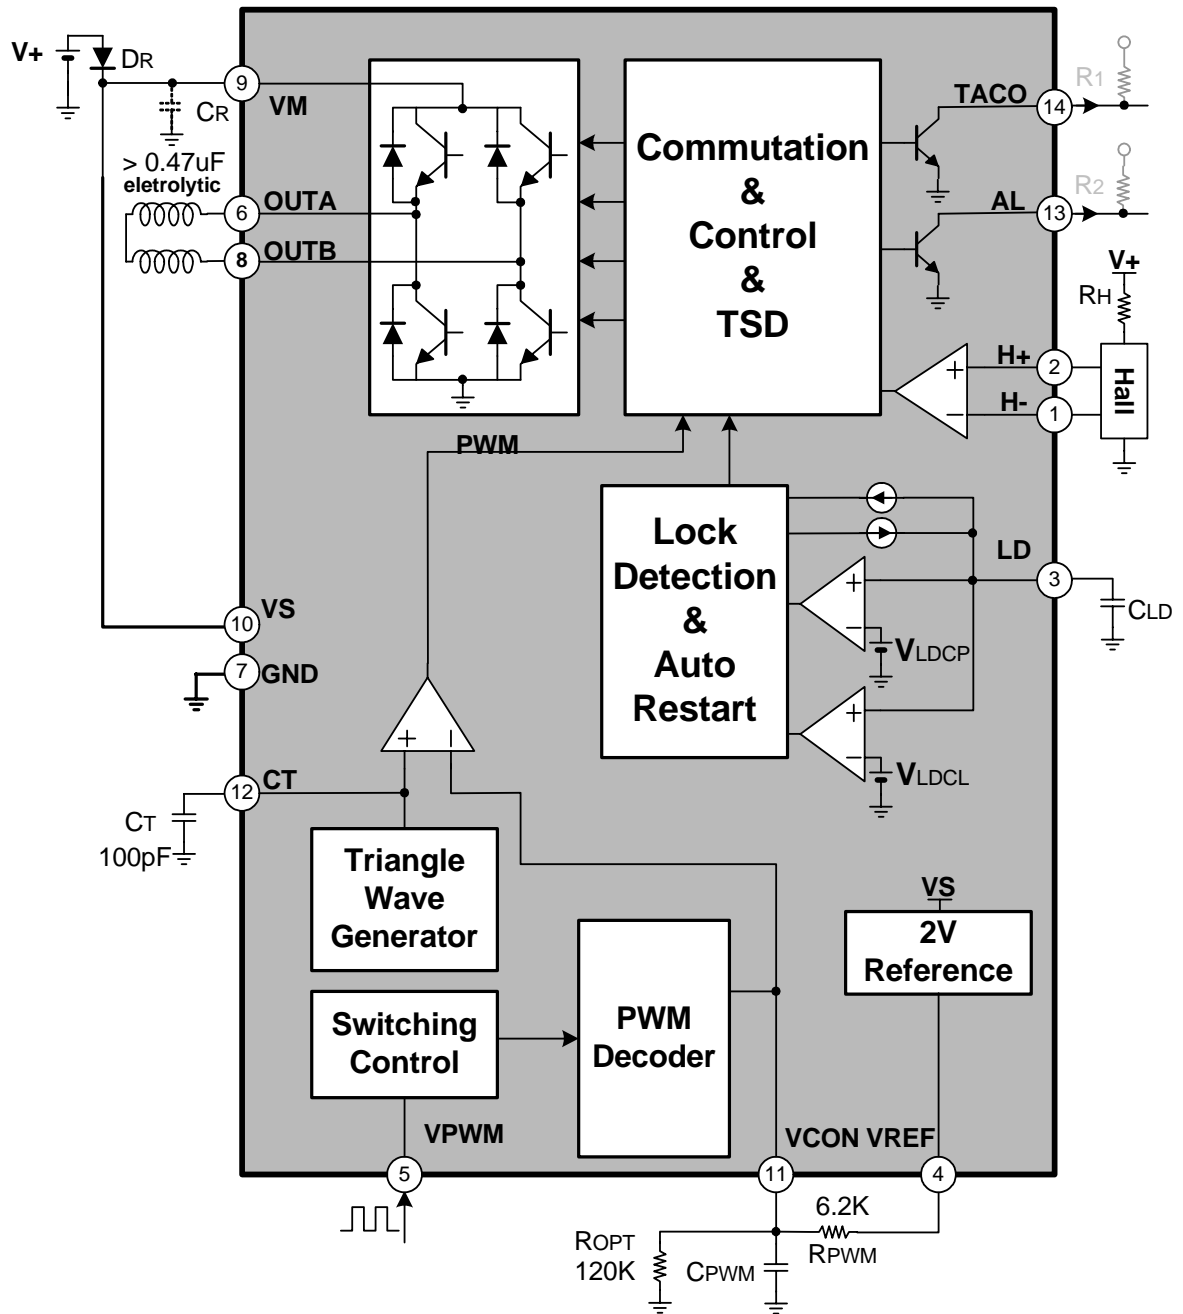 V+
DR
9
VM
CR
> 0.47uF
eletrolytic
6
OUTA
8
OUTB
Commutation
&
Control
&
TSD
TACO
14
R1
AL
13
R2
V+
RH
H+
2
H-
1
Hall
+
−
PWM
Lock
Detection
&
Auto
Restart
LD
3
CLD
+
−
VLDCP
+
−
VLDCL
VS
10
7
GND
+
−
CT
12
CT
100pF
Triangle
Wave
Generator
VS
2V
Reference
Switching
Control
PWM
Decoder
VPWM
VCON VREF
5
11
4
6.2K
RPWM
ROPT
120K
CPWM